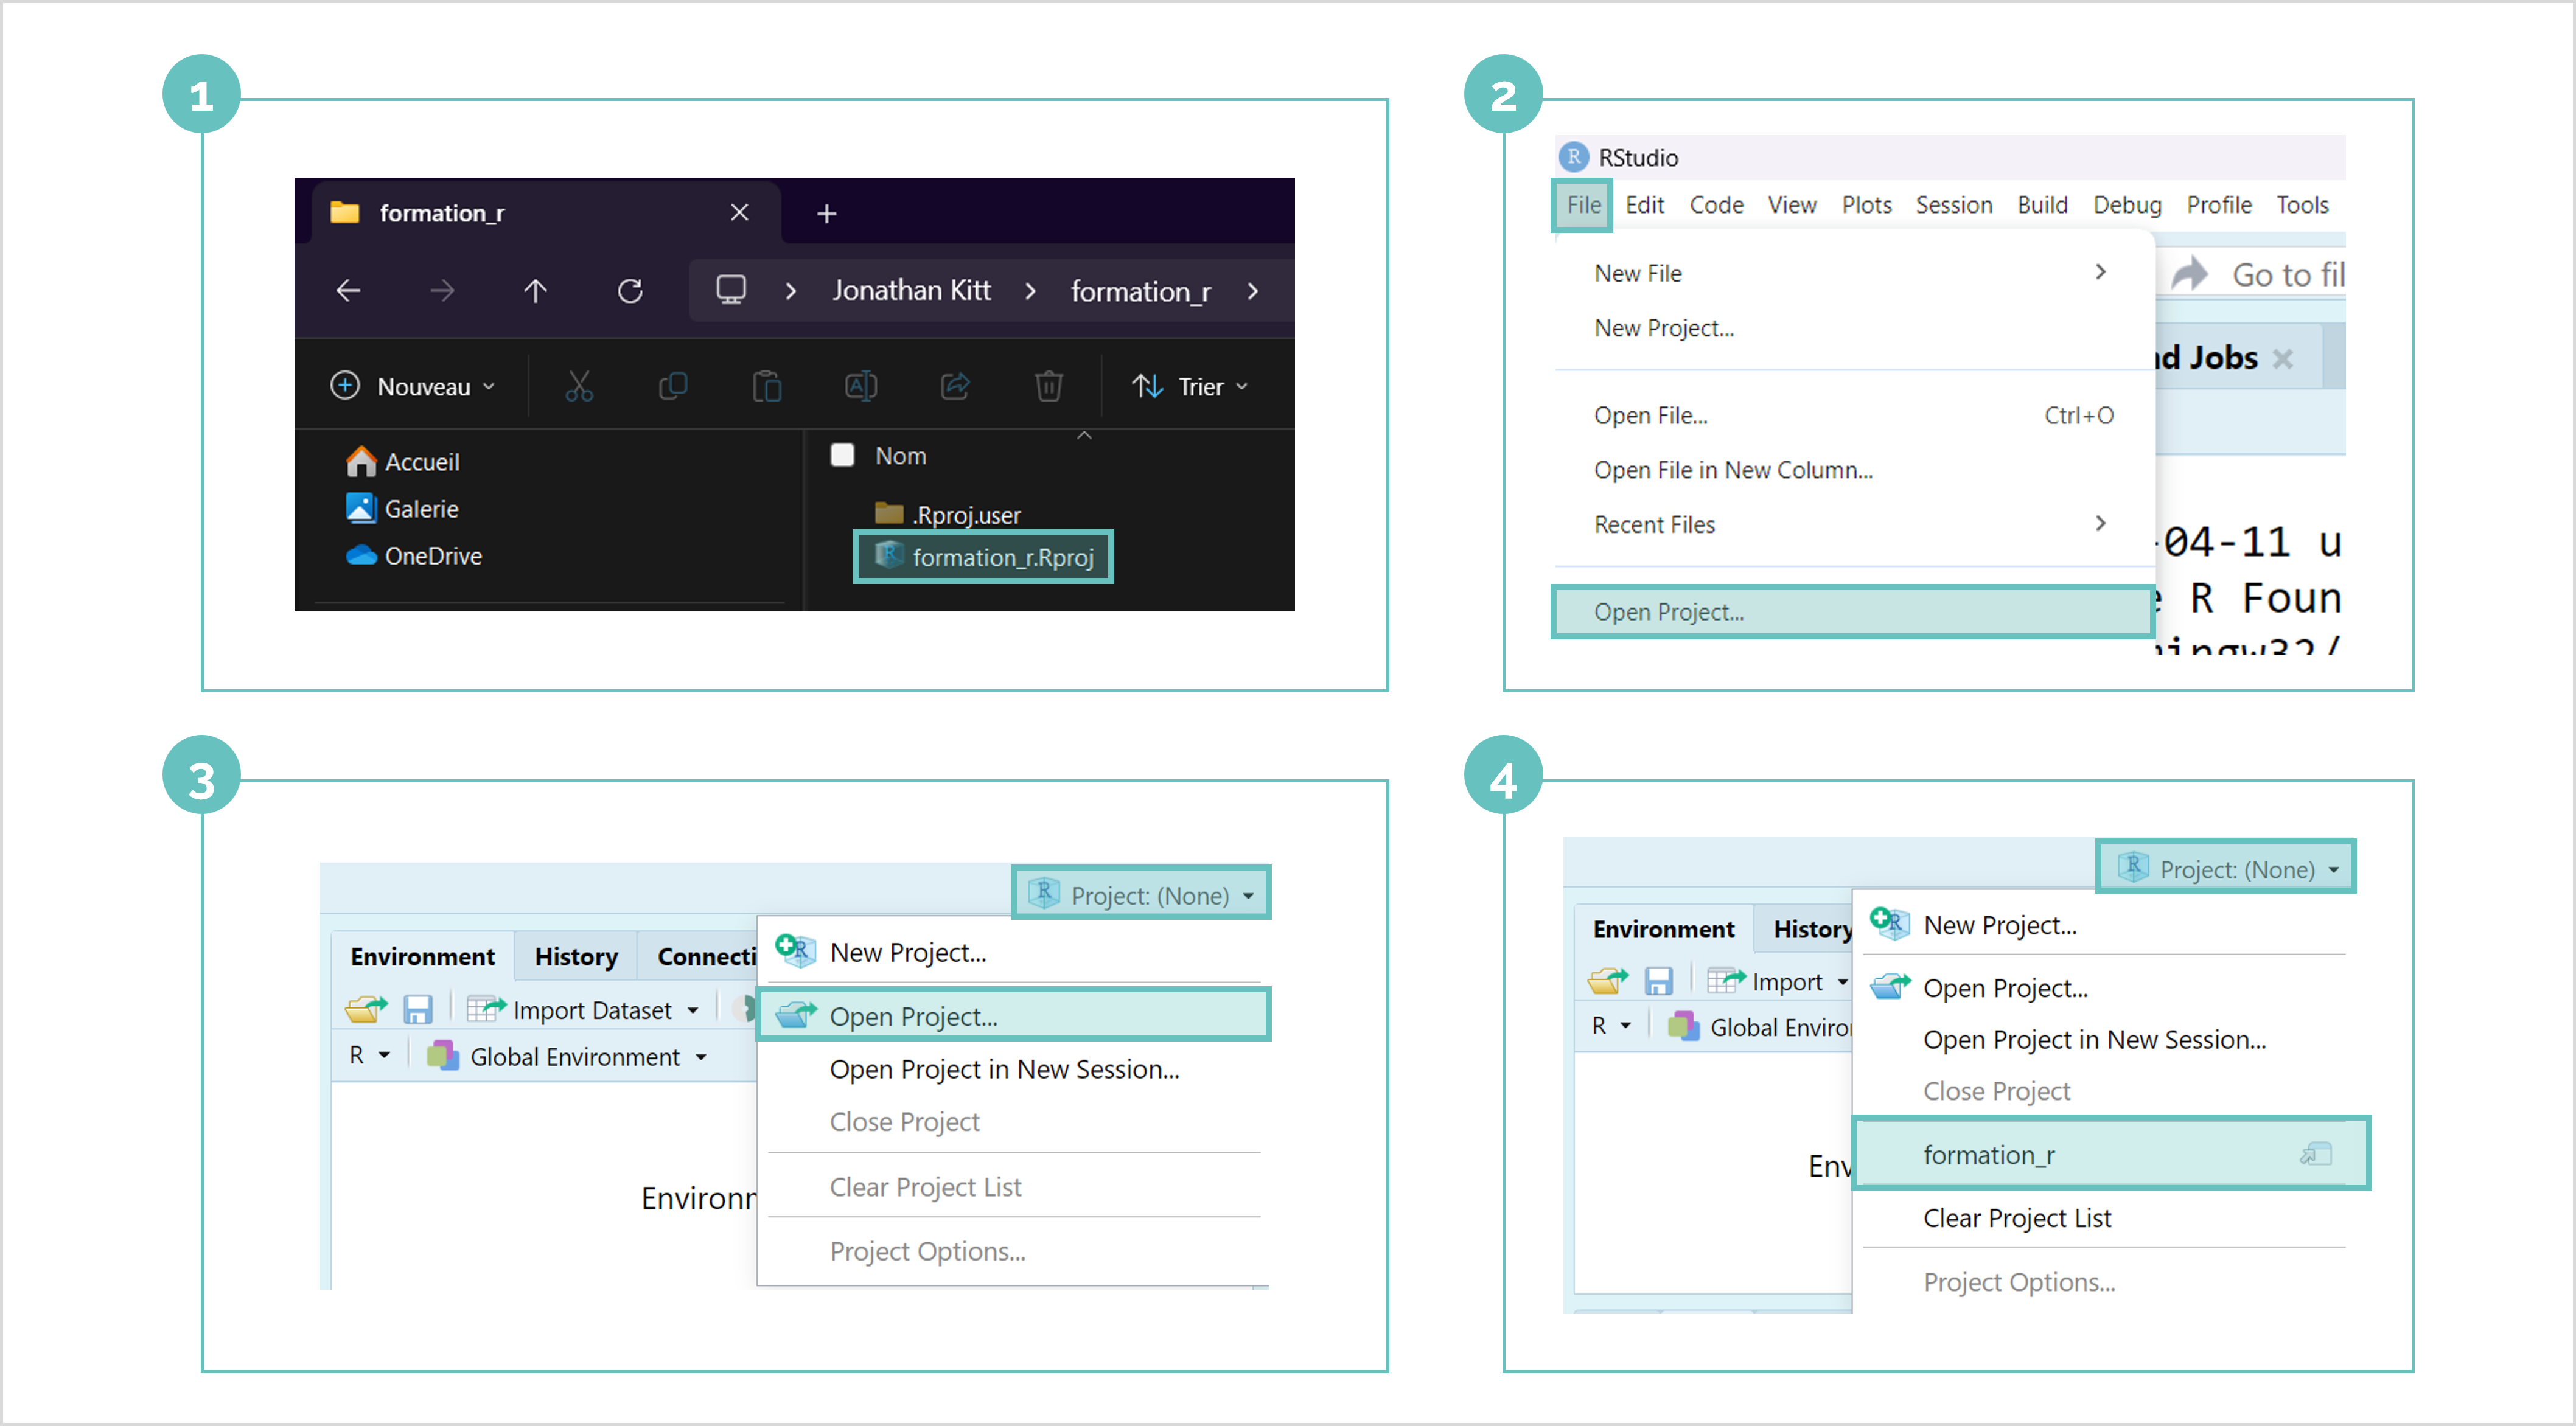 1
formation_r
Jonathan Kitt
formation_r
Nouveau
Trier
Accueil
Galerie
OneDrive
Nom
.Rproj.user
formation_r.Rproj
2
RStudio
File Edit Code View Plots Session Build Debug Profile Tools
New File
New Project...
Open File... Ctrl+O
Open File in New Column...
Recent Files
Open Project...
Go to fil
nd Jobs
-04-11 u
e R Foun
mingw32/
3
Project: (None)
Environment History Connecti
Import Dataset
R Global Environment
Environm
New Project...
Open Project...
Open Project in New Session...
Close Project
Clear Project List
Project Options...
4
Project: (None)
Environment History
Import
R Global Enviro
Env
New Project...
Open Project...
Open Project in New Session...
Close Project
formation_r
Clear Project List
Project Options...